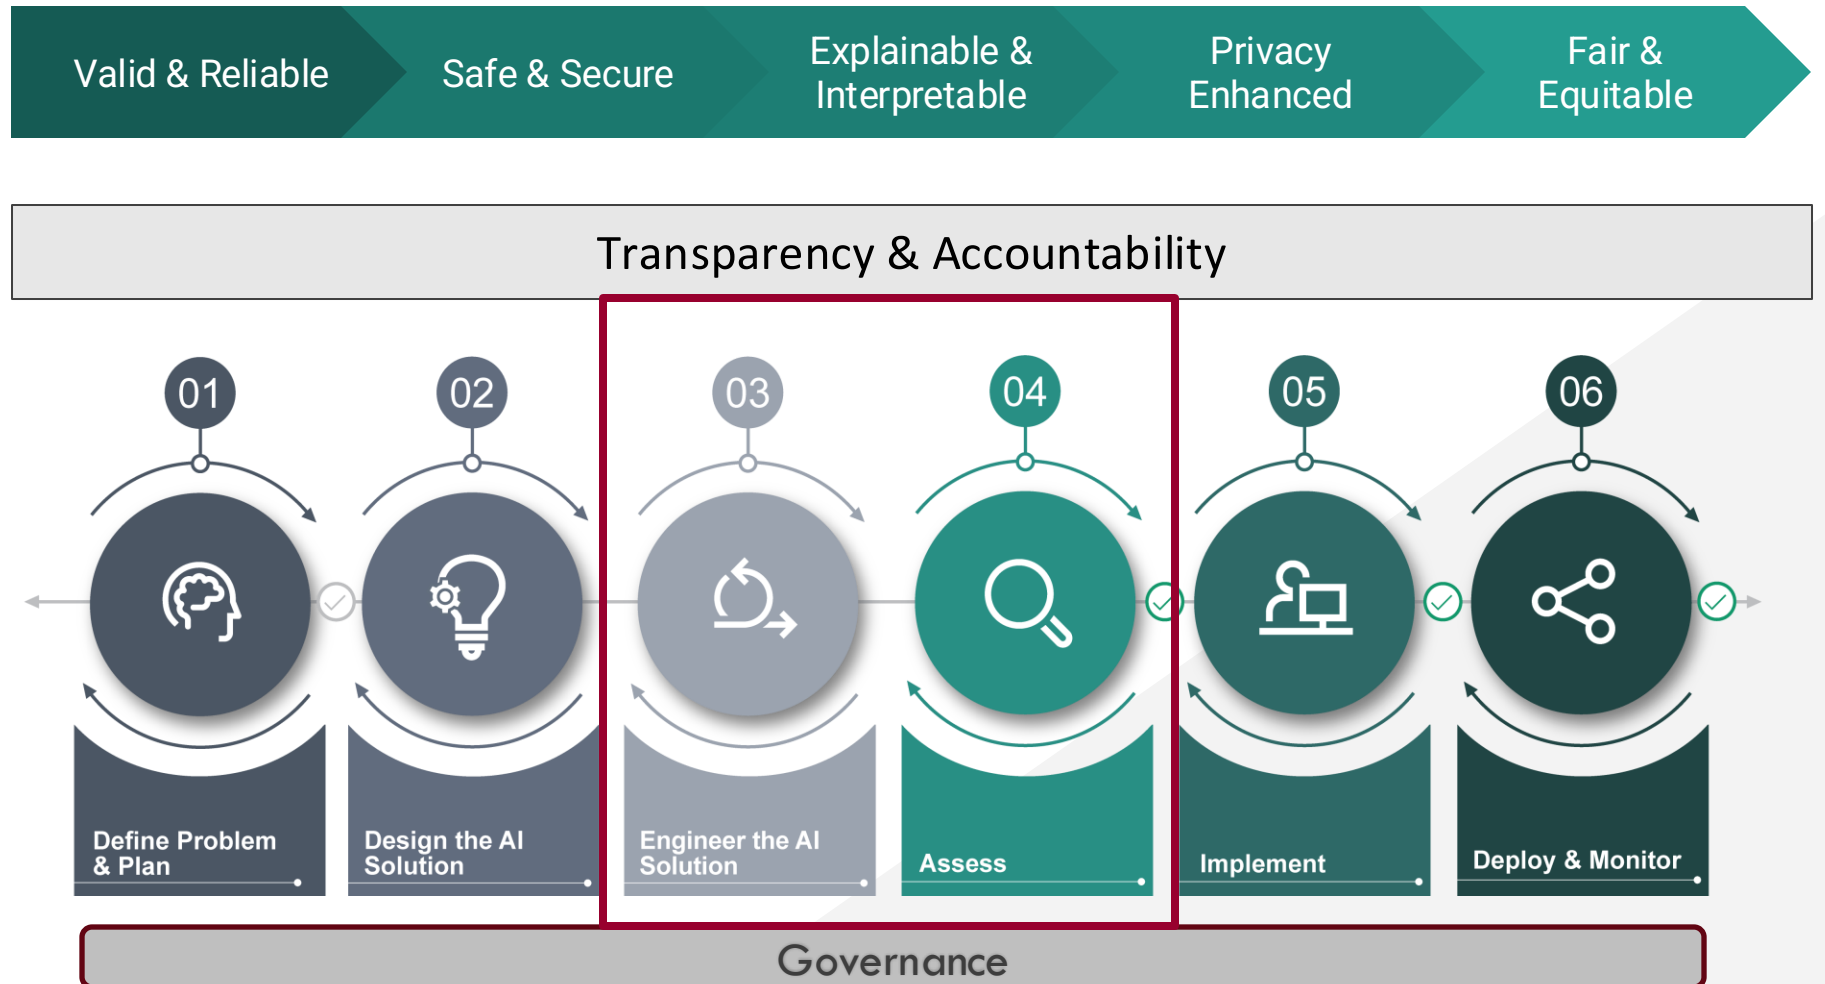 Valid & Reliable
Safe & Secure
Explainable &
Interpretable
Privacy
Enhanced
Fair &
Equitable
Transparency & Accountability
01
02
03
04
05
06
Define Problem
& Plan
Design the AI
Solution
Engineer the AI
Solution
Assess
Implement
Deploy & Monitor
Governance